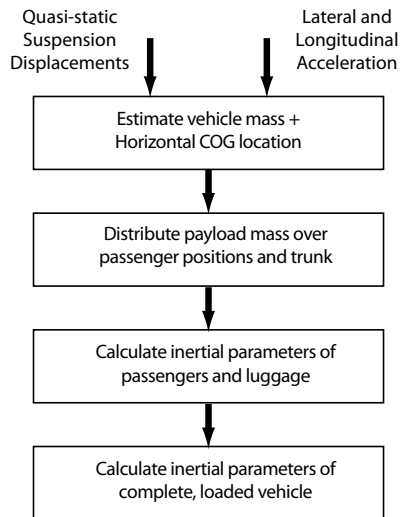 Quasi-static
Suspension
Displacements
Lateral and
Longitudinal
Acceleration
Estimate vehicle mass +
Horizontal COG location
Distribute payload mass over
passenger positions and trunk
Calculate inertial parameters of
passengers and luggage
Calculate inertial parameters of
complete, loaded vehicle